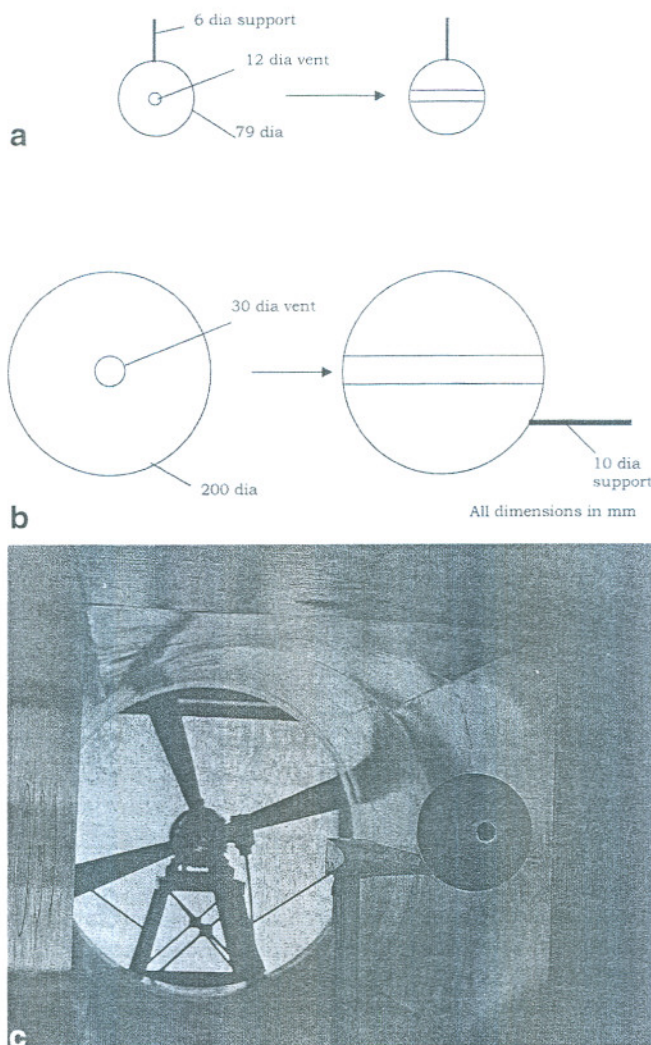 6 dia support
12 dia vent
79 dia
a
30 dia vent
200 dia
10 dia
support
b
All dimensions in mm
c